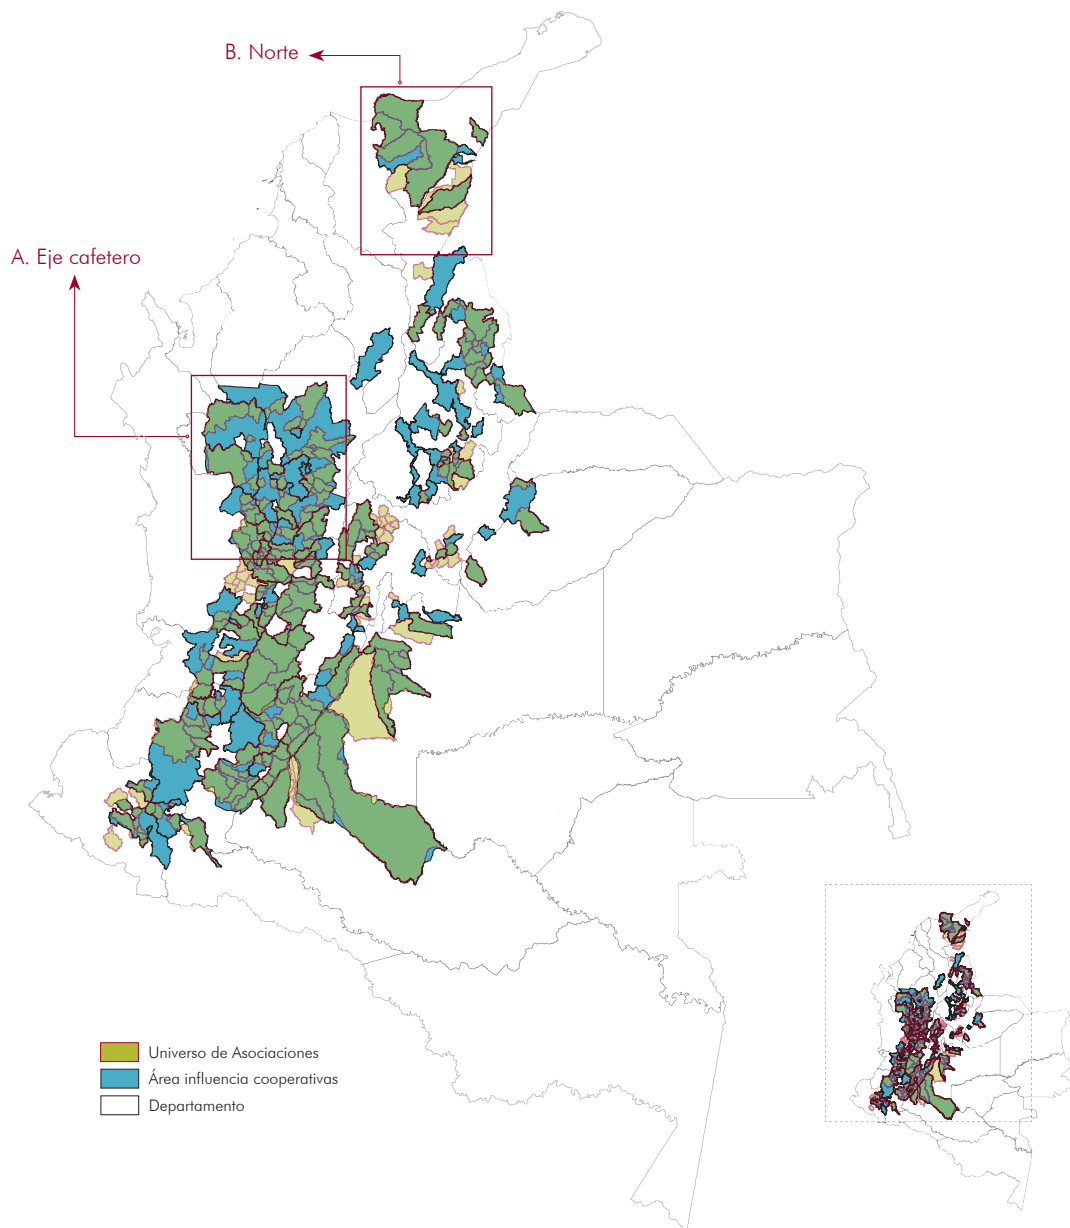 B. Norte
A. Eje cafetero
Universo de Asociaciones
Área influencia cooperativas
Departamento